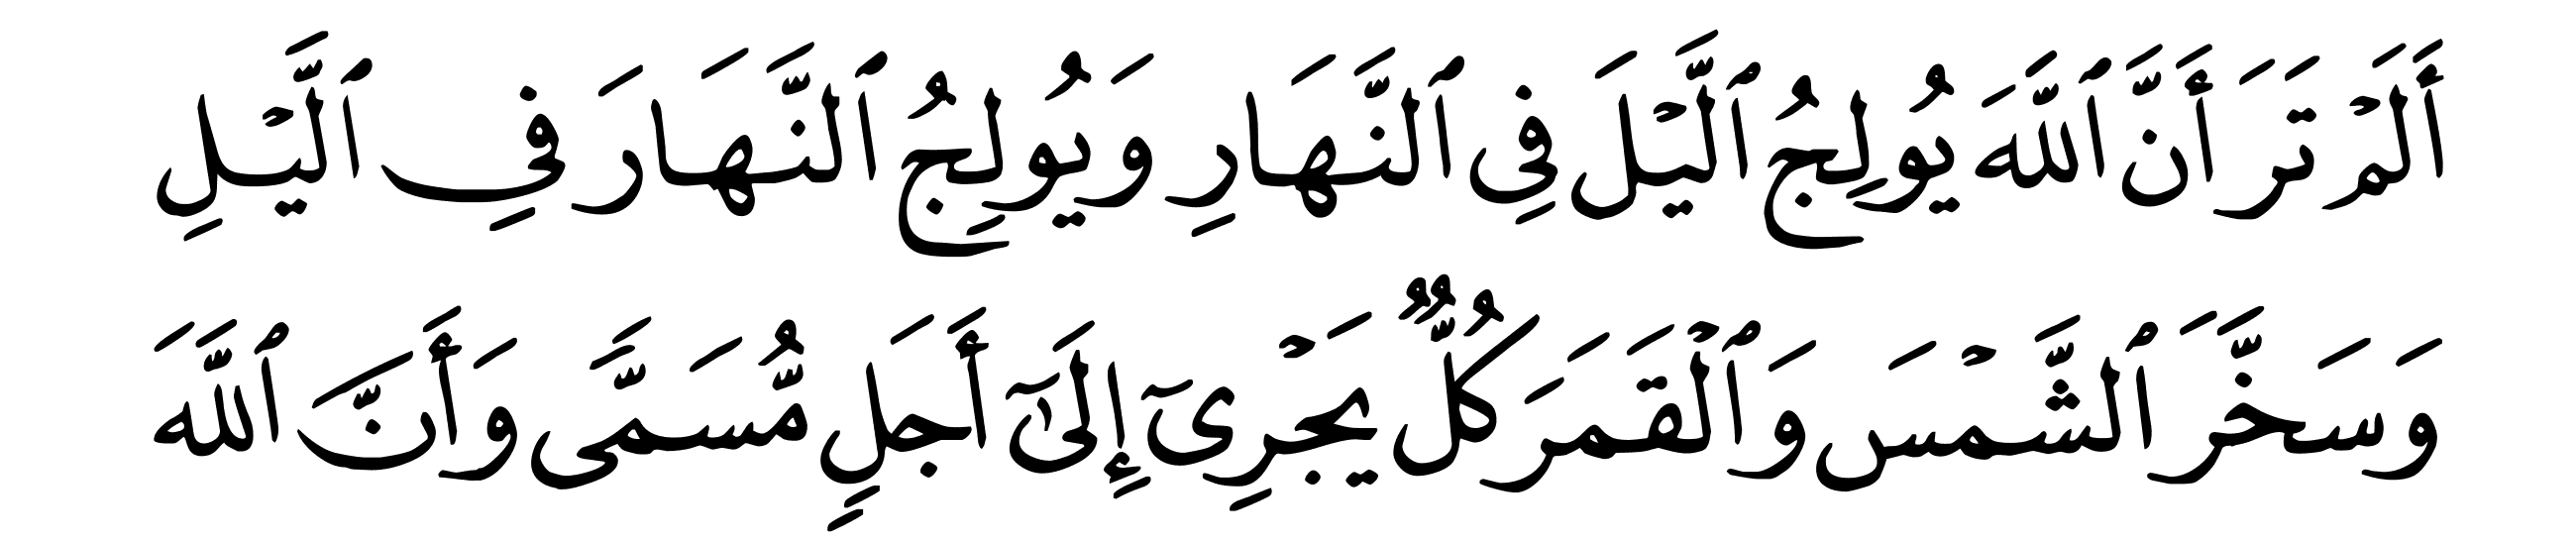 أَلَمْ تَرَ أَنَّ ٱللَّهَ يُولِجُ ٱلَّيْلَ فِى ٱلنَّهَارِ وَيُولِجُ ٱلنَّهَارَ فِى ٱلَّيْلِ
وَسَخَّرَ ٱلشَّمْسَ وَٱلْقَمَرَ كُلٌّۭ يَجْرِىٓ إِلَىٰٓ أَجَلٍ مُّسَمًّى وَأَنَّ ٱللَّهَ